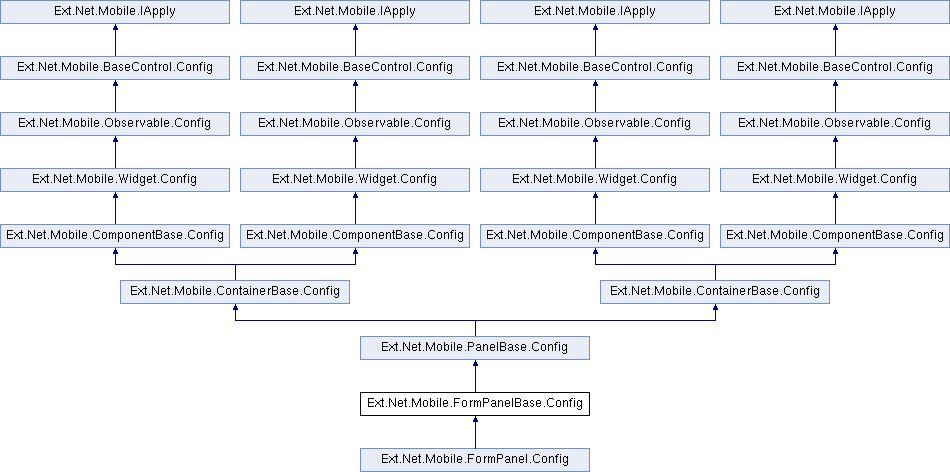 Ext.Net.Mobile.IApply
Ext.Net.Mobile.IApply
Ext.Net.Mobile.IApply
Ext.Net.Mobile.IApply
Ext.Net.Mobile.BaseControl.Config
Ext.Net.Mobile.BaseControl.Config
Ext.Net.Mobile.BaseControl.Config
Ext.Net.Mobile.BaseControl.Config
Ext.Net.Mobile.Observable.Config
Ext.Net.Mobile.Observable.Config
Ext.Net.Mobile.Observable.Config
Ext.Net.Mobile.Observable.Config
Ext.Net.Mobile.Widget.Config
Ext.Net.Mobile.Widget.Config
Ext.Net.Mobile.Widget.Config
Ext.Net.Mobile.Widget.Config
Ext.Net.Mobile.ComponentBase.Config
Ext.Net.Mobile.ComponentBase.Config
Ext.Net.Mobile.ComponentBase.Config
Ext.Net.Mobile.ComponentBase.Config
Ext.Net.Mobile.ContainerBase.Config
Ext.Net.Mobile.ContainerBase.Config
Ext.Net.Mobile.PanelBase.Config
Ext.Net.Mobile.FormPanelBase.Config
Ext.Net.Mobile.FormPanel.Config